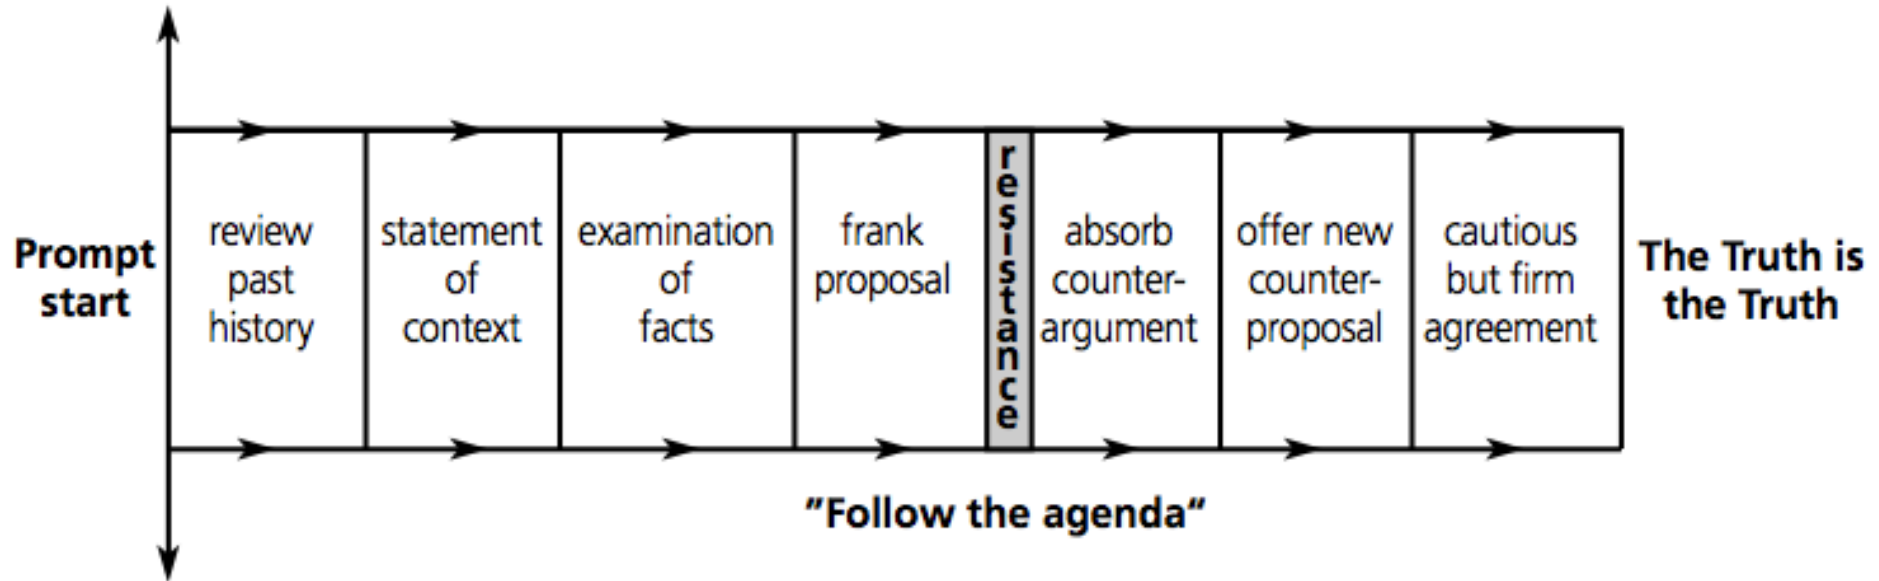 Prompt
start
review
past
history
statement
of
context
examination
of
facts
frank
proposal
resistance
absorb
counter-
argument
offer new
counter-
proposal
cautious
but firm
agreement
The Truth is
the Truth
”Follow the agenda“